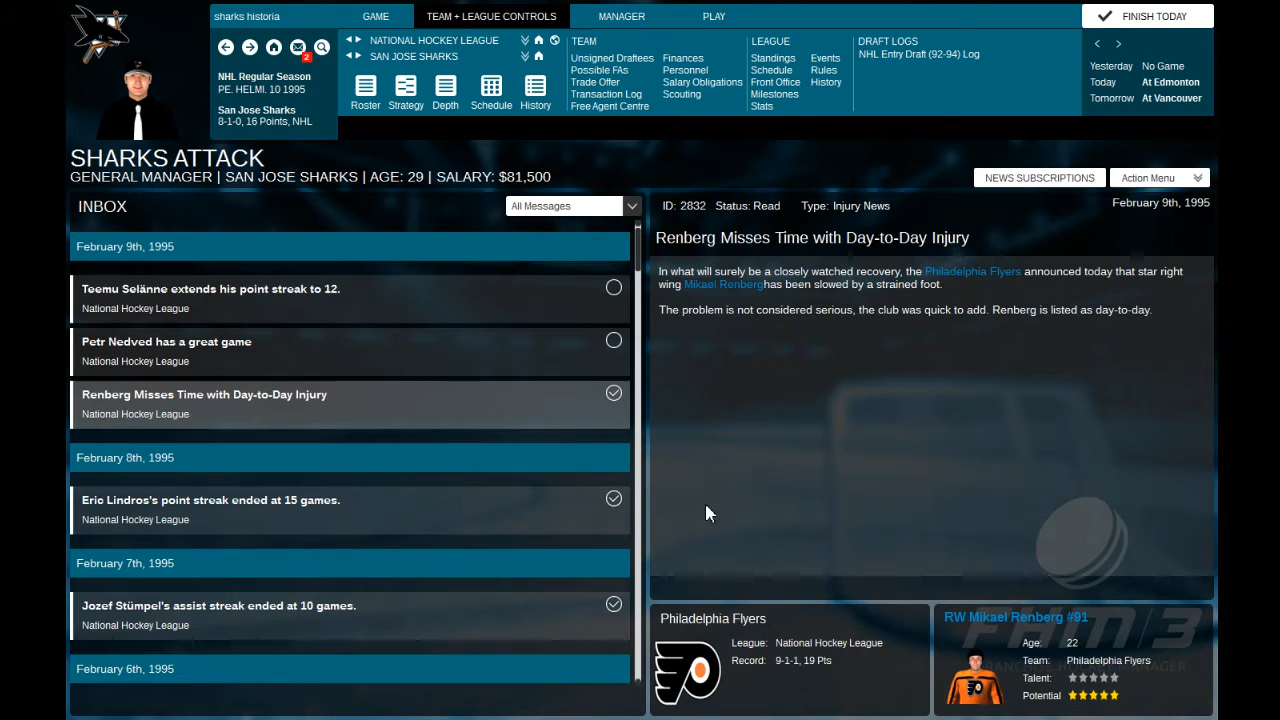 sharks historia
GAME
TEAM + LEAGUE CONTROLS
MANAGER
PLAY
FINISH TODAY
2
NHL Regular Season
PE. HELMI. 10 1995
San Jose Sharks
8-1-0, 16 Points, NHL
NATIONAL HOCKEY LEAGUE
SAN JOSE SHARKS
Roster
Strategy
Depth
Schedule
History
TEAM
Unsigned Draftees
Possible FAs
Trade Offer
Transaction Log
Free Agent Centre
Finances
Personnel
Salary Obligations
Scouting
LEAGUE
Standings
Schedule
Front Office
Milestones
Stats
Events
Rules
History
DRAFT LOGS
NHL Entry Draft (92-94) Log
Yesterday No Game
Today At Edmonton
Tomorrow At Vancouver
SHARKS ATTACK
GENERAL MANAGER | SAN JOSE SHARKS | AGE: 29 | SALARY: $81,500
NEWS SUBSCRIPTIONS
Action Menu
INBOX
All Messages
February 9th, 1995
Teemu Selänne extends his point streak to 12.
National Hockey League
Petr Nedved has a great game
National Hockey League
Renberg Misses Time with Day-to-Day Injury
National Hockey League
February 8th, 1995
Eric Lindros's point streak ended at 15 games.
National Hockey League
February 7th, 1995
Jozef Stümpel's assist streak ended at 10 games.
National Hockey League
February 6th, 1995
ID: 2832 Status: Read Type: Injury News
February 9th, 1995
Renberg Misses Time with Day-to-Day Injury
In what will surely be a closely watched recovery, the Philadelphia Flyers announced today that star right
wing Mikael Renberghas been slowed by a strained foot.
The problem is not considered serious, the club was quick to add. Renberg is listed as day-to-day.
Philadelphia Flyers
League: National Hockey League
Record: 9-1-1, 19 Pts
RW Mikael Renberg #91
Age: 22
Team: Philadelphia Flyers
Talent:
Potential
FHM/3
FRANCHISE HOCKEY MANAGER